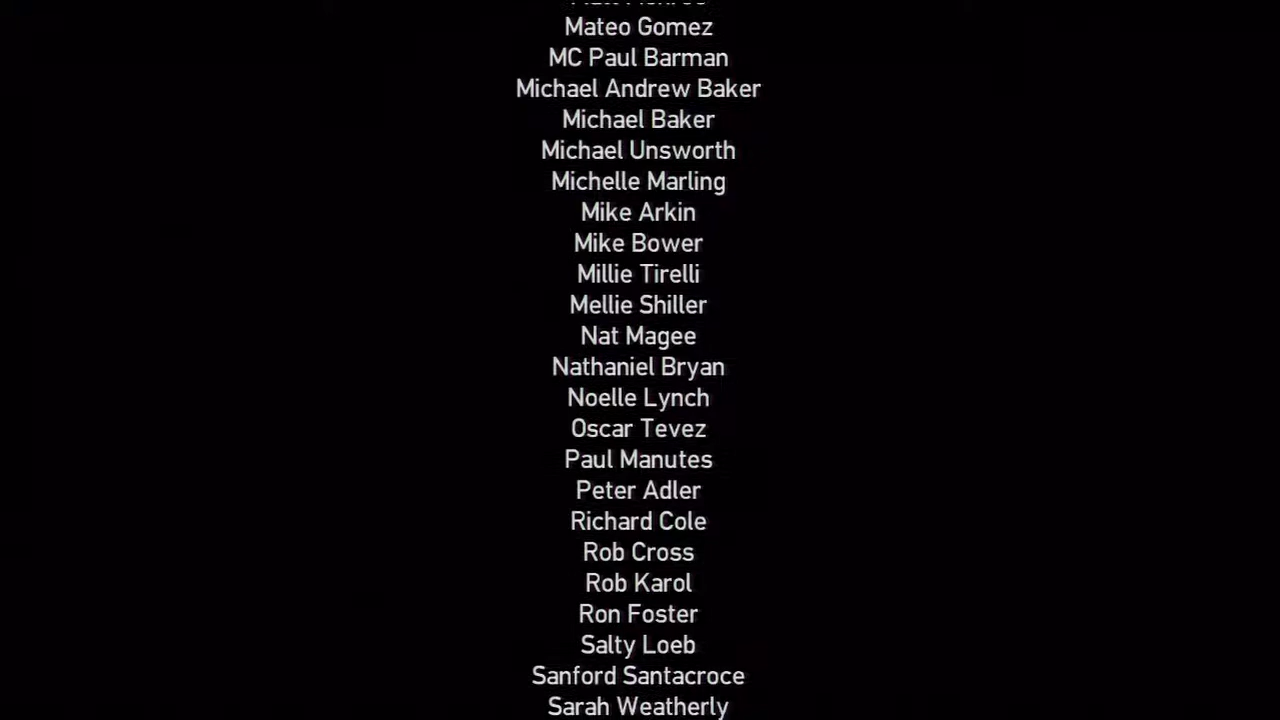 Mateo Gomez
MC Paul Barman
Michael Andrew Baker
Michael Baker
Michael Unsworth
Michelle Marling
Mike Arkin
Mike Bower
Millie Tirelli
Mellie Shiller
Nat Magee
Nathaniel Bryan
Noelle Lynch
Oscar Tevez
Paul Manutes
Peter Adler
Richard Cole
Rob Cross
Rob Karol
Ron Foster
Salty Loeb
Sanford Santacroce
Sarah Weatherly